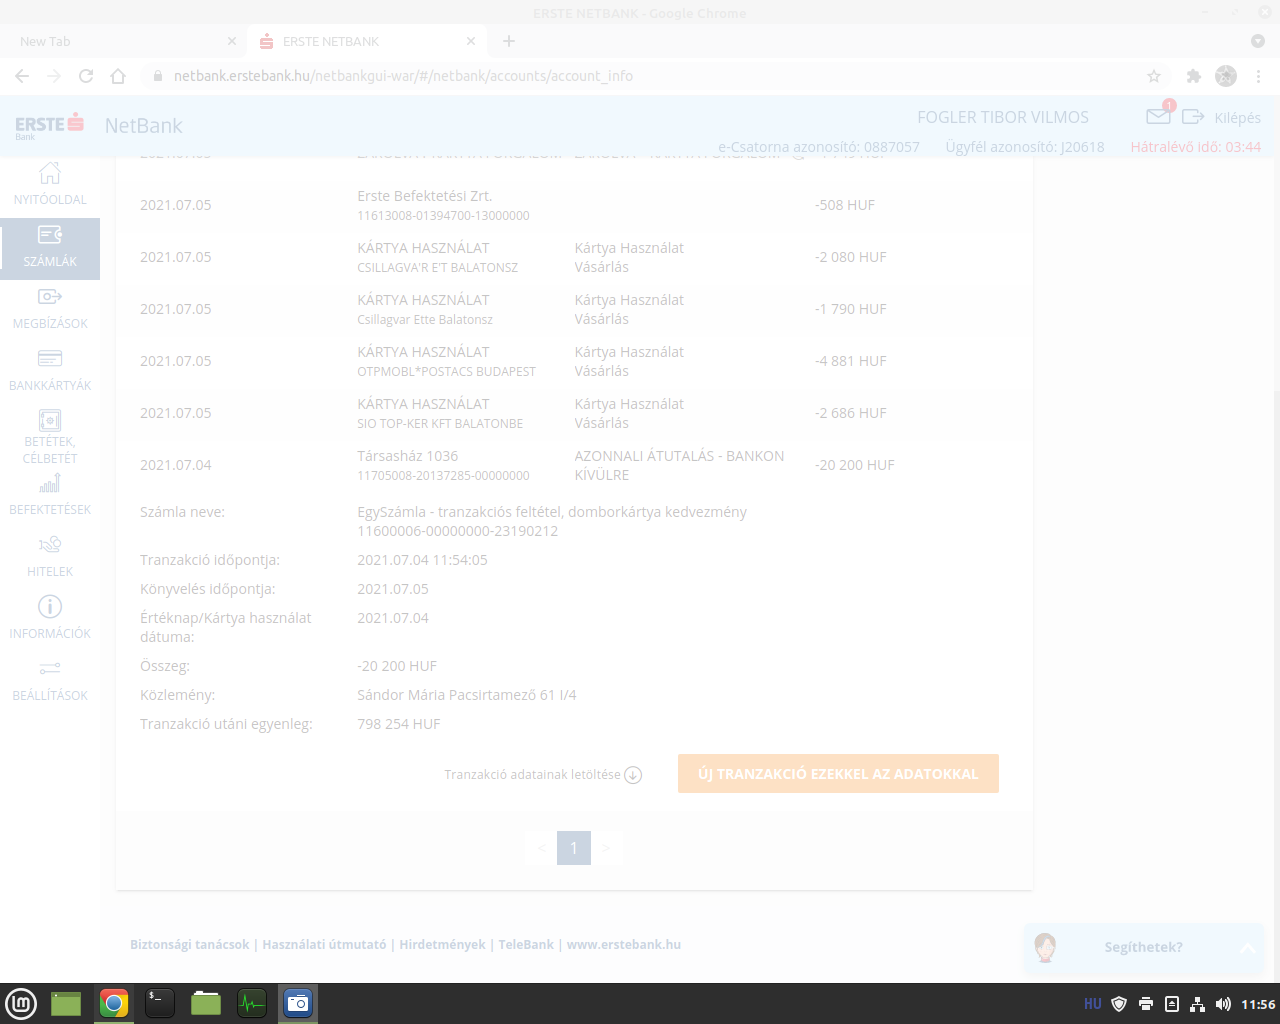 ERSTE NETBANK - Google Chrome
New Tab
ERSTE NETBANK
netbank.erstebank.hu/netbankgui-war/#/netbank/accounts/account_info
ERSTE
Bank
NetBank
FOGLER TIBOR VILMOS
1
Kilépés
e-Csatorna azonosító: 0887057 Ügyfél azonosító: J20618 Hátralévő idő: 03:44
NYITÓOLDAL
SZÁMLÁK
MEGBÍZÁSOK
BANKKÁRTYÁK
BETÉTEK,
CÉLBETÉT
BEFEKTETÉSEK
HITELEK
INFORMÁCIÓK
BEÁLLÍTÁSOK
2021.07.05
Erste Befektetési Zrt.
11613008-01394700-13000000
-508 HUF
2021.07.05
KÁRTYA HASZNÁLAT
CSILLAGVA'R E'T BALATONSZ
Kártya Használat
Vásárlás
-2 080 HUF
2021.07.05
KÁRTYA HASZNÁLAT
Csillagvar Ette Balatonsz
Kártya Használat
Vásárlás
-1 790 HUF
2021.07.05
KÁRTYA HASZNÁLAT
OTPMOBL*POSTACS BUDAPEST
Kártya Használat
Vásárlás
-4 881 HUF
2021.07.05
KÁRTYA HASZNÁLAT
SIO TOP-KER KFT BALATONBE
Kártya Használat
Vásárlás
-2 686 HUF
2021.07.04
Társasház 1036
11705008-20137285-00000000
AZONNALI ÁTUTALÁS - BANKON
KÍVÜLRE
-20 200 HUF
Számla neve:
EgySzámla - tranzakciós feltétel, domborkártya kedvezmény
11600006-00000000-23190212
Tranzakció időpontja: 2021.07.04 11:54:05
Könyvelés időpontja: 2021.07.05
Értéknap/Kártya használat
dátuma:
2021.07.04
Összeg: -20 200 HUF
Közlemény: Sándor Mária Pacsirtamező 61 I/4
Tranzakció utáni egyenleg: 798 254 HUF
Tranzakció adatainak letöltése
ÚJ TRANZAKCIÓ EZEKKEL AZ ADATOKKAL
< 1 >
Biztonsági tanácsok | Használati útmutató | Hirdetmények | TeleBank | www.erstebank.hu
Segíthetek?
HU
11:56